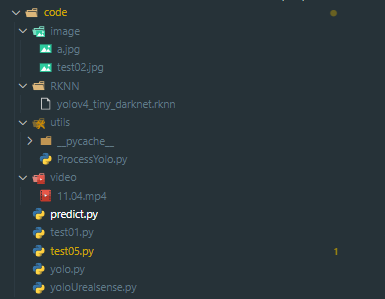 code
image
a.jpg
test02.jpg
RKNN
yolov4_tiny_darknet.rknn
utils
__pycache__
ProcessYolo.py
video
11.04.mp4
predict.py
test01.py
test05.py 1
yolo.py
yoloUrealsense.py